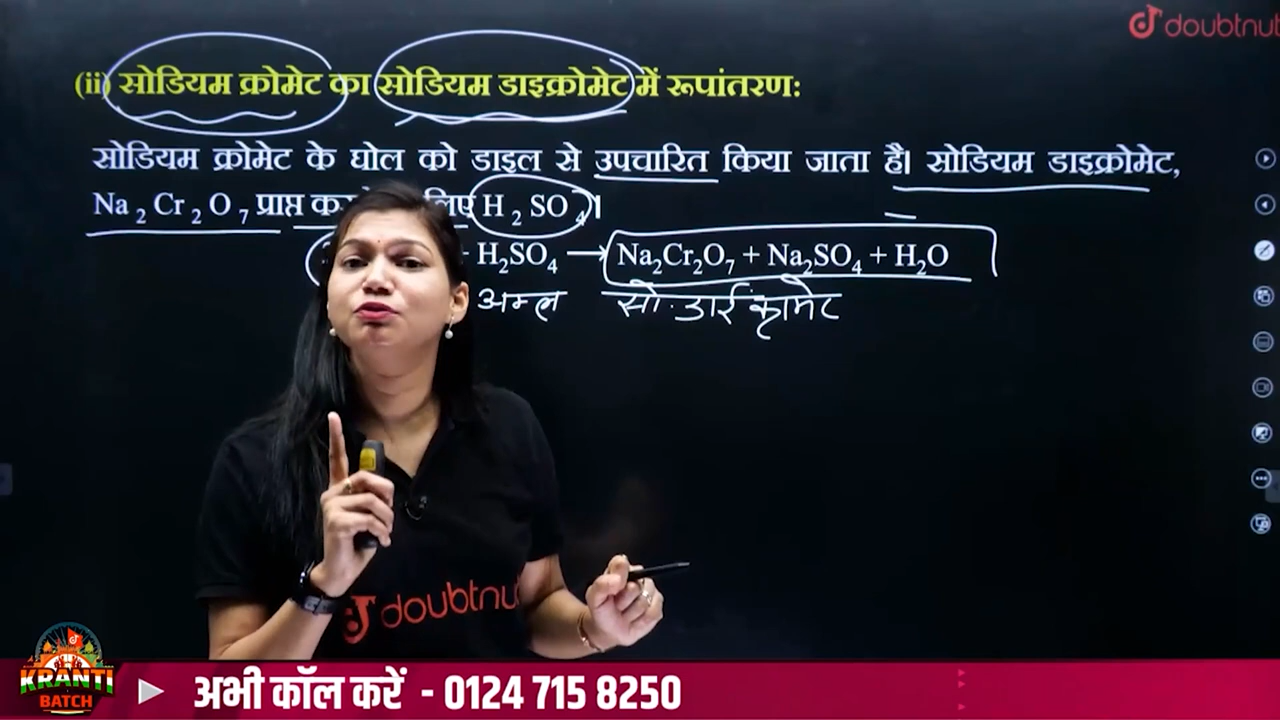 doubtnut
(ii) सोडियम क्रोमेट का सोडियम डाइक्रोमेट में रूपांतरण:
सोडियम क्रोमेट के घोल को डाइल से उपचारित किया जाता है। सोडियम डाइक्रोमेट,
Na₂Cr₂O₇ प्राप्त लिए H₂SO₄।
+ H₂SO₄ → Na₂Cr₂O₇ + Na₂SO₄ + H₂O
अम्ल सो. डाईक्रोमेट
doubtnu
KRANTI
BATCH
अभी कॉल करें - 0124 715 8250